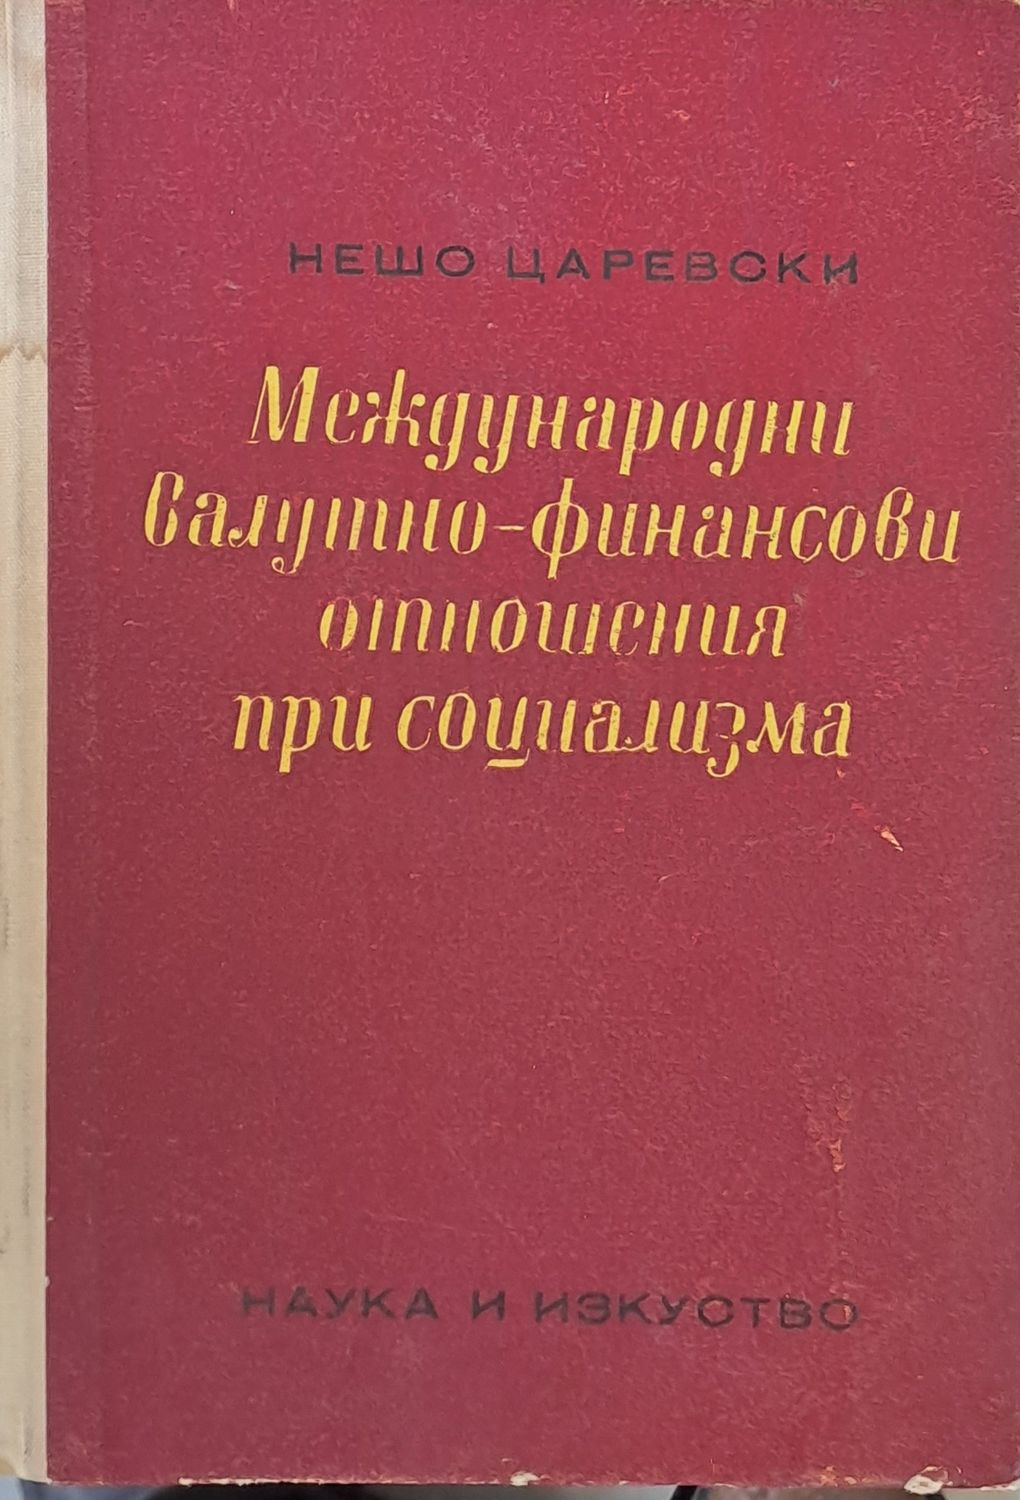 НЕШО ЦАРЕВСКИ
Международни
валутно-финансови
отношения
при социализма
НАУКА И ИЗКУСТВО